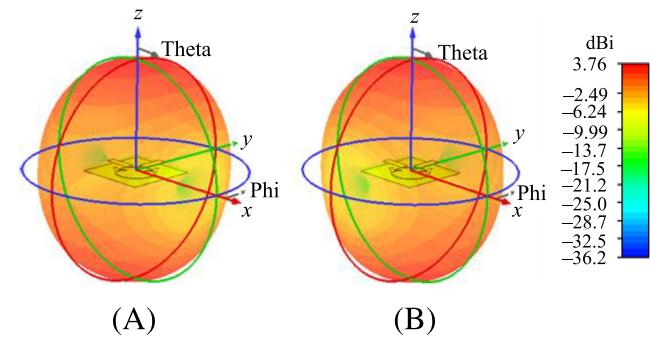 z
Theta
y
Phi
x
(A)
z
Theta
y
Phi
x
(B)
dBi
3.76
–2.49
–6.24
–9.99
–13.7
–17.5
–21.2
–25.0
–28.7
–32.5
–36.2